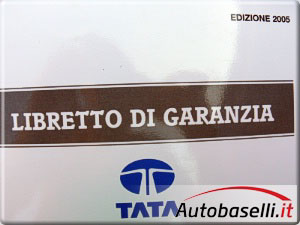 EDIZIONE 2005
LIBRETTO DI GARANZIA
TATA
Autobaselli.it